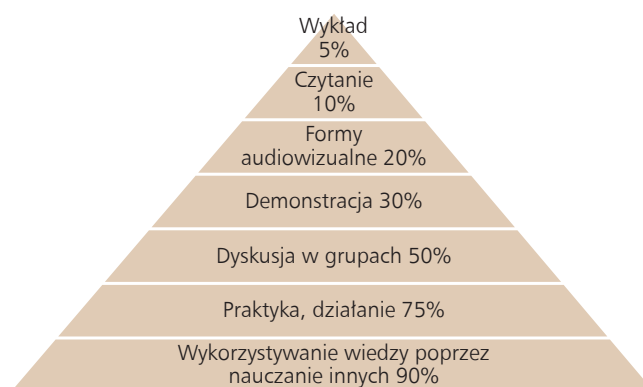 Wykład
5%
Czytanie
10%
Formy
audiowizualne 20%
Demonstracja 30%
Dyskusja w grupach 50%
Praktyka, działanie 75%
Wykorzystywanie wiedzy poprzez
nauczanie innych 90%